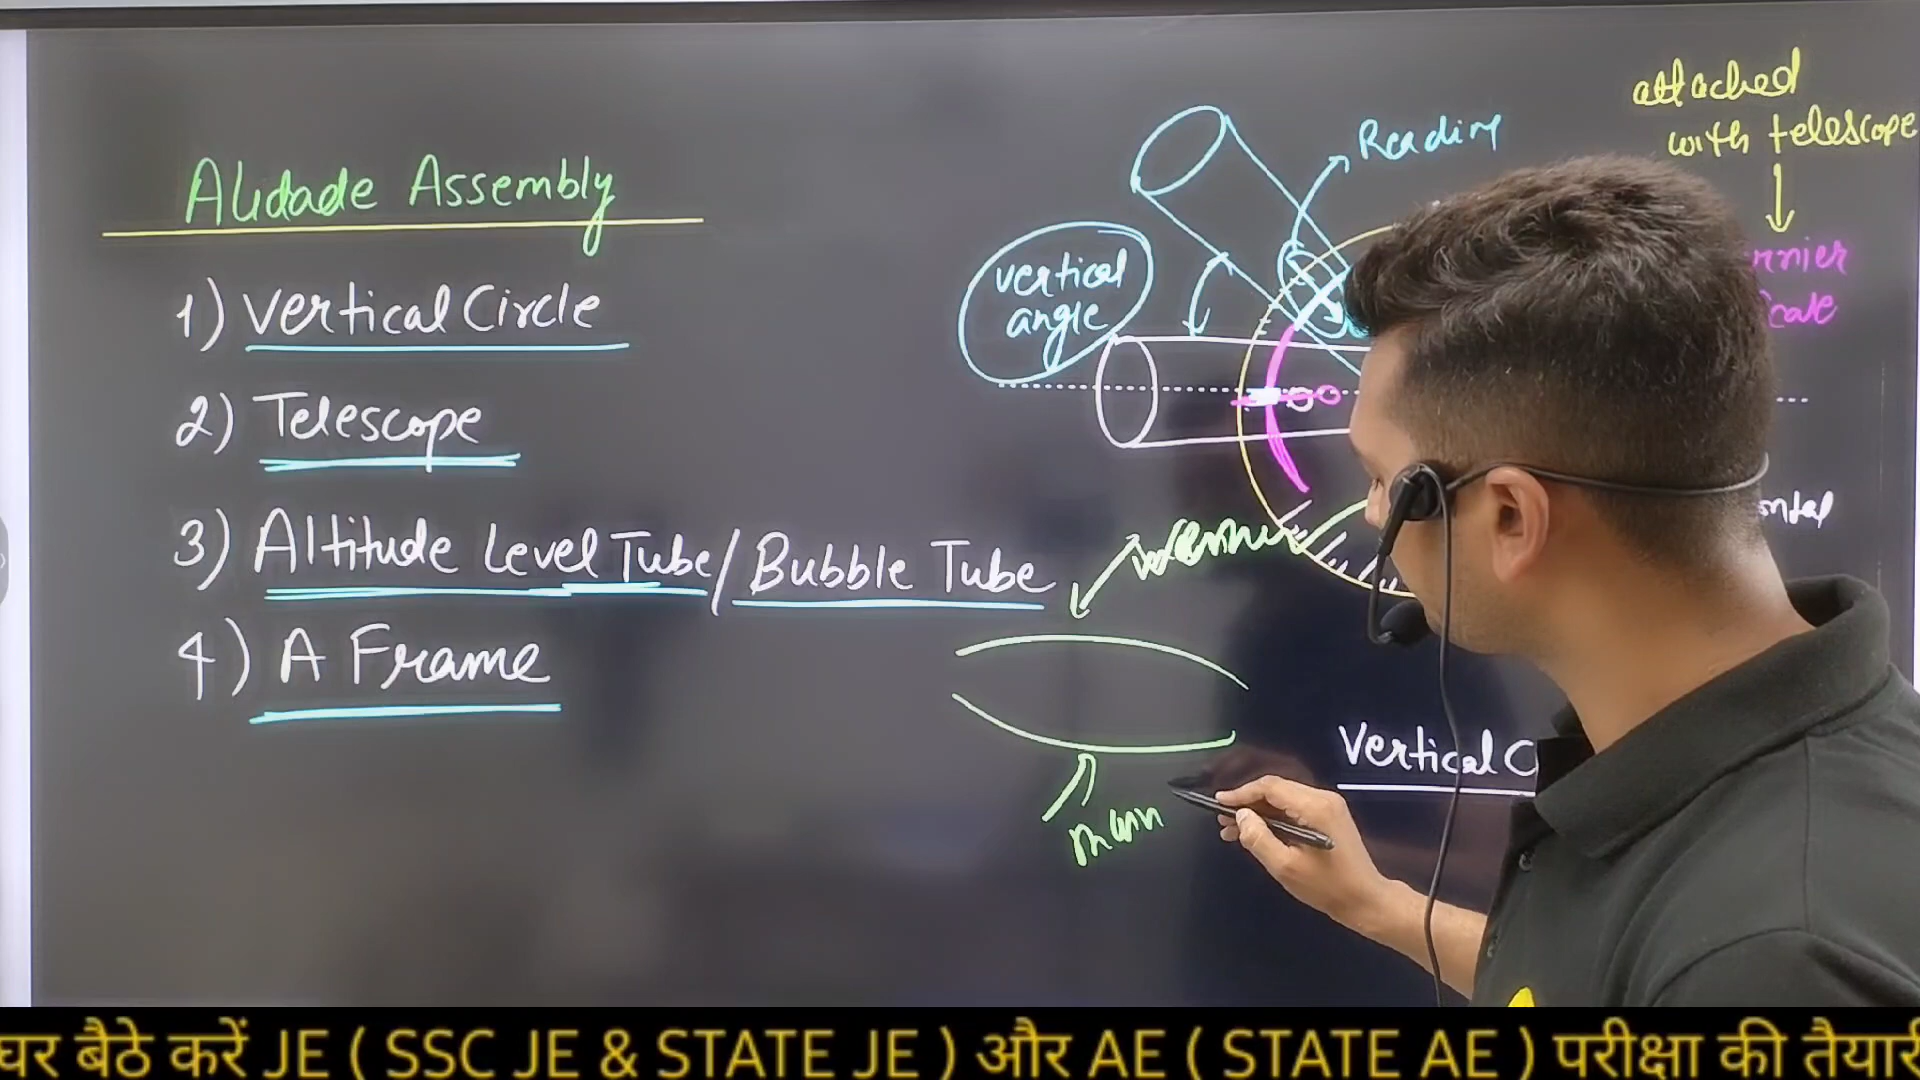 Alidade Assembly
1) Vertical Circle
2) Telescope
3) Altitude Level Tube/Bubble Tube
4) A Frame
Reading
attached
with telescope
vertical
angle
main
Vertical C
घर बैठे करें JE ( SSC JE & STATE JE ) और AE ( STATE AE ) परीक्षा की तैयारी